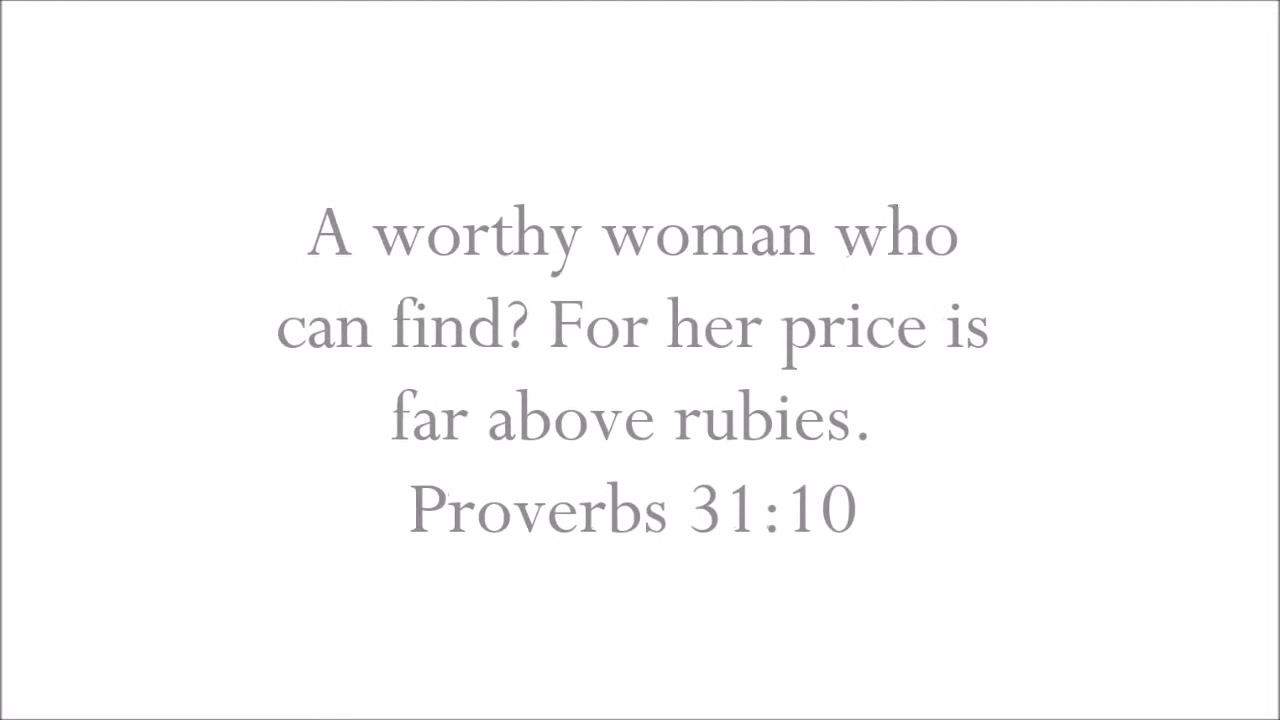 A worthy woman who
can find? For her price is
far above rubies.
Proverbs 31:10